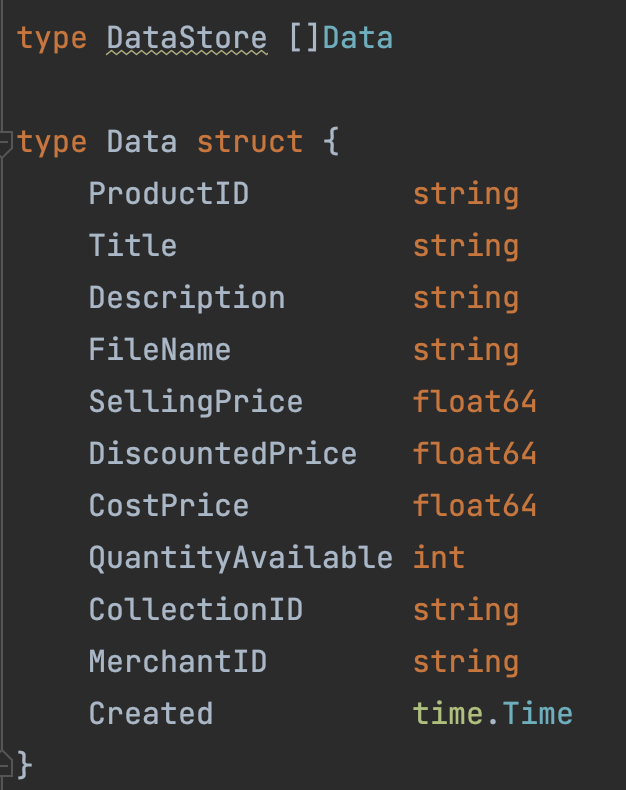 type DataStore []Data
type Data struct {
    ProductID         string
    Title             string
    Description       string
    FileName          string
    SellingPrice      float64
    DiscountedPrice   float64
    CostPrice         float64
    QuantityAvailable int
    CollectionID      string
    MerchantID        string
    Created           time.Time
}